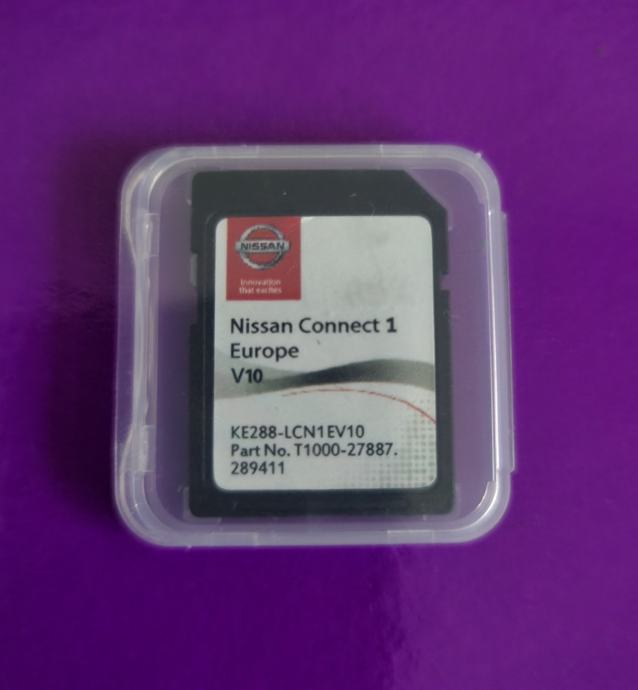 NISSAN
Innovation
that excites
Nissan Connect 1
Europe
V10
KE288-LCN1EV10
Part No. T1000-27887.
289411